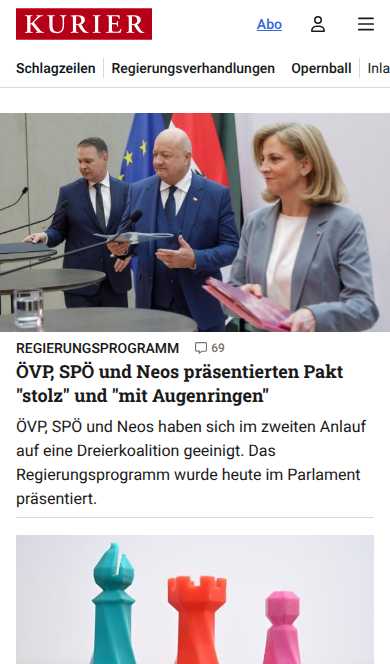 KURIER
Abo
Schlagzeilen
Regierungsverhandlungen
Opernball
Inla
REGIERUNGSPROGRAMM 69
ÖVP, SPÖ und Neos präsentierten Pakt
"stolz" und "mit Augenringen"
ÖVP, SPÖ und Neos haben sich im zweiten Anlauf
auf eine Dreierkoalition geeinigt. Das
Regierungsprogramm wurde heute im Parlament
präsentiert.